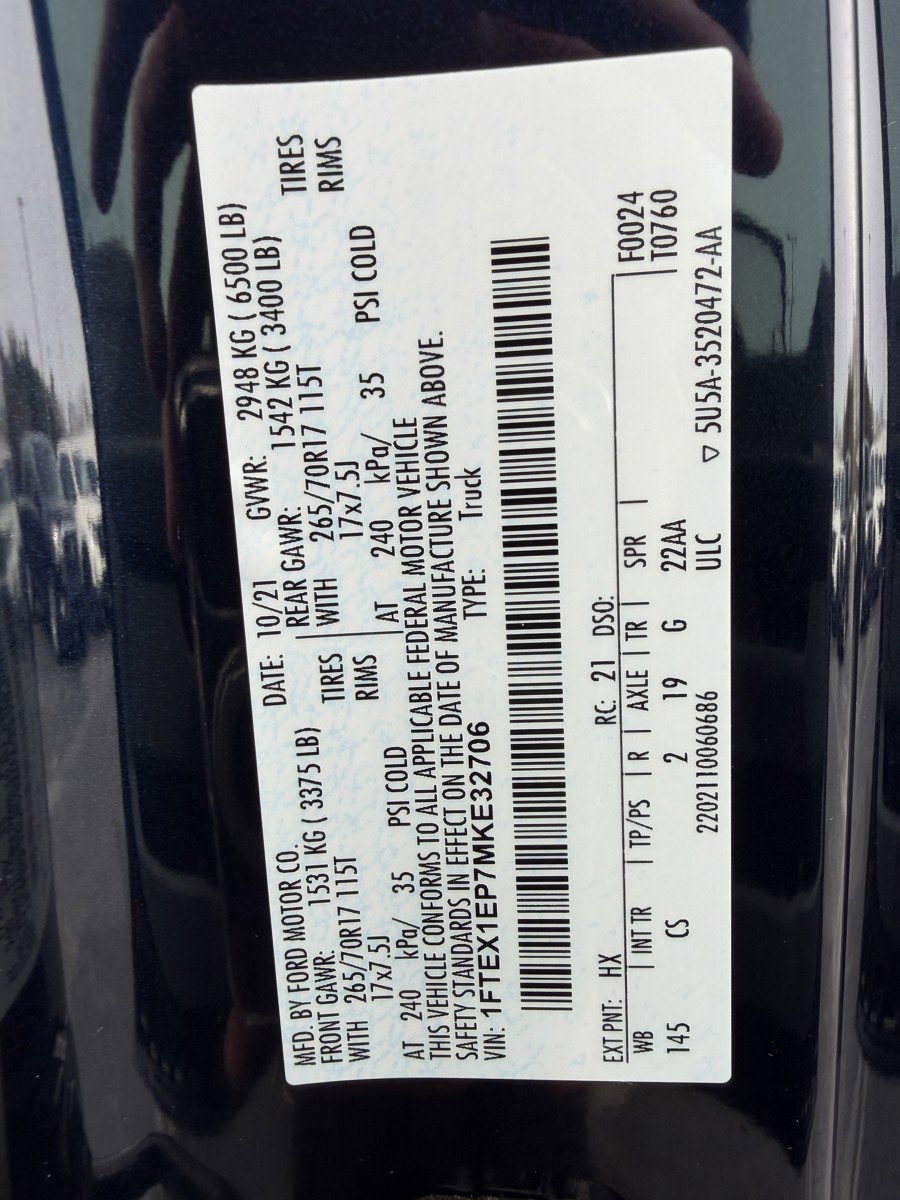 MFD. BY FORD MOTOR CO. DATE: 10/21 GVWR: 2948 KG ( 6500 LB)
FRONT GAWR: 1531 KG ( 3375 LB) REAR GAWR: 1542 KG ( 3400 LB)
WITH 265/70R17 115T TIRES WITH 265/70R17 115T TIRES
17x7.5J RIMS 17x7.5J RIMS
AT 240 kPa/ 35 PSI COLD AT 240 kPa/ 35 PSI COLD
THIS VEHICLE CONFORMS TO ALL APPLICABLE FEDERAL MOTOR VEHICLE
SAFETY STANDARDS IN EFFECT ON THE DATE OF MANUFACTURE SHOWN ABOVE.
VIN: 1FTEX1EP7MKE32706 TYPE: Truck
EXT PNT: HX RC: 21 DSO: F0024
WB | INT TR | TP/PS | R | AXLE | TR | SPR | T0760
145 CS 2 19 G 22AA
2202110060686 ULC ▽ 5U5A-3520472-AA